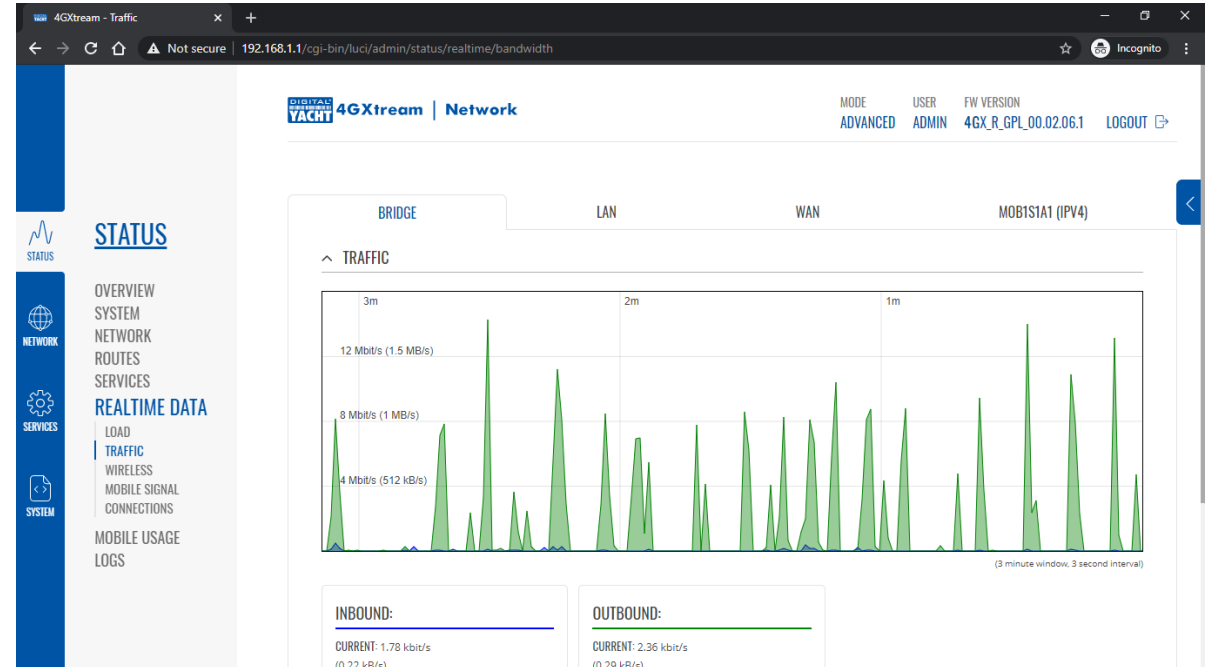 4GXtream - Traffic
Not secure | 192.168.1.1/cgi-bin/luci/admin/status/realtime/bandwidth
Incognito
DIGITAL YACHT 4GXtream | Network
MODE
ADVANCED
USER
ADMIN
FW VERSION
4GX_R_GPL_00.02.06.1
LOGOUT
STATUS
NETWORK
SERVICES
SYSTEM
STATUS
OVERVIEW
SYSTEM
NETWORK
ROUTES
SERVICES
REALTIME DATA
LOAD
TRAFFIC
WIRELESS
MOBILE SIGNAL
CONNECTIONS
MOBILE USAGE
LOGS
BRIDGE LAN WAN MOB1S1A1 (IPV4)
TRAFFIC
3m 2m 1m
12 Mbit/s (1.5 MB/s)
8 Mbit/s (1 MB/s)
4 Mbit/s (512 kB/s)
(3 minute window, 3 second interval)
INBOUND:
CURRENT: 1.78 kbit/s
(0.22 kB/s)
OUTBOUND:
CURRENT: 2.36 kbit/s
(0.29 kB/s)